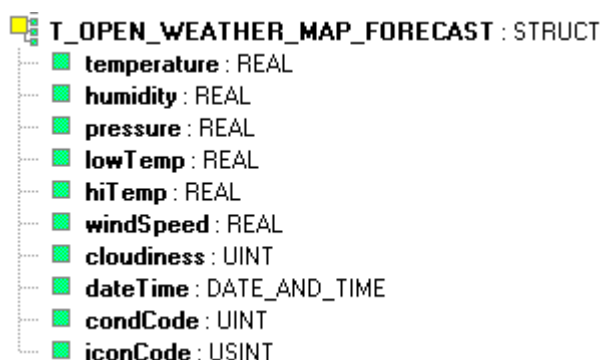 T_OPEN_WEATHER_MAP_FORECAST : STRUCT
temperature : REAL
humidity : REAL
pressure : REAL
lowTemp : REAL
hiTemp : REAL
windSpeed : REAL
cloudiness : UINT
dateTime : DATE_AND_TIME
condCode : UINT
iconCode : USINT